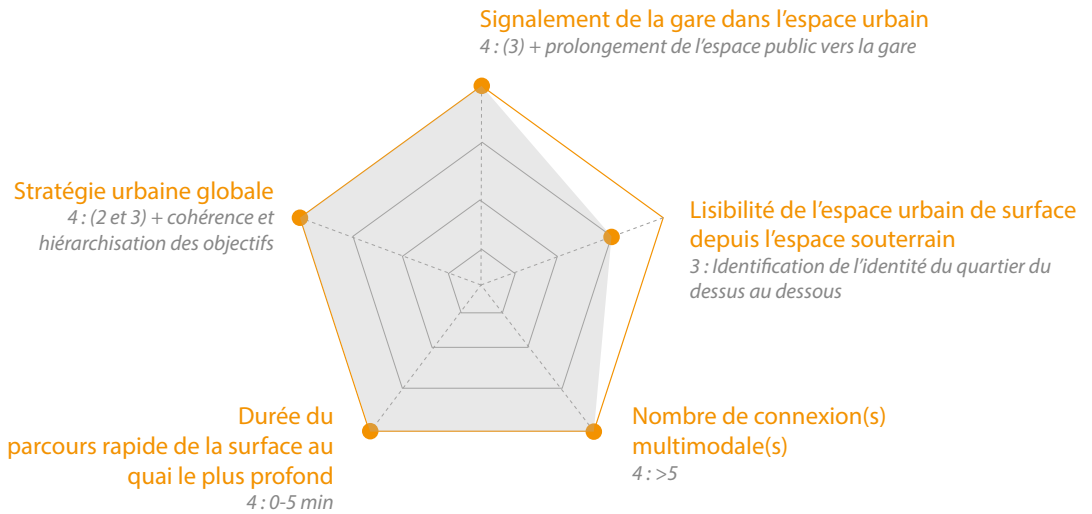 Signalement de la gare dans l’espace urbain
4 : (3) + prolongement de l’espace public vers la gare
Stratégie urbaine globale
4 : (2 et 3) + cohérence et
hiérarchisation des objectifs
Lisibilité de l’espace urbain de surface
depuis l’espace souterrain
3 : Identification de l’identité du quartier du
dessus au dessous
Durée du
parcours rapide de la surface au
quai le plus profond
4 : 0-5 min
Nombre de connexion(s)
multimodale(s)
4 : >5